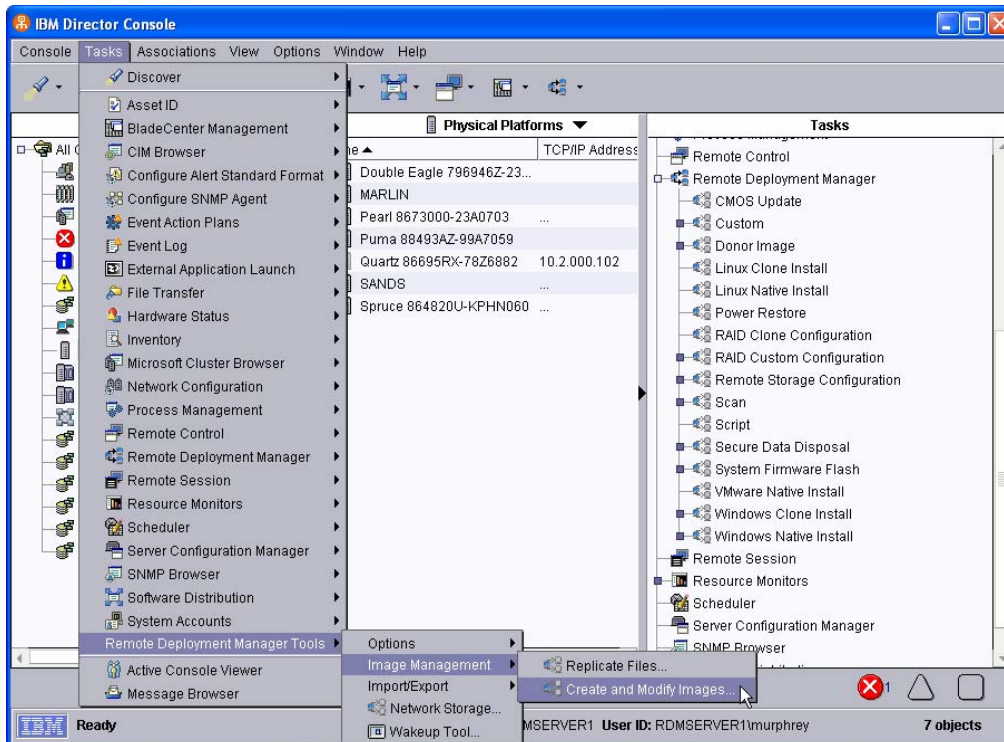 IBM Director Console
Console Tasks Associations View Options Window Help
Discover
Asset ID
BladeCenter Management
CIM Browser
Configure Alert Standard Format
Configure SNMP Agent
Event Action Plans
Event Log
External Application Launch
File Transfer
Hardware Status
Inventory
Microsoft Cluster Browser
Network Configuration
Process Management
Remote Control
Remote Deployment Manager
Remote Session
Resource Monitors
Scheduler
Server Configuration Manager
SNMP Browser
Software Distribution
System Accounts
Remote Deployment Manager Tools
Active Console Viewer
Message Browser
Options
Image Management
Import/Export
Network Storage...
Wakeup Tool...
Replicate Files...
Create and Modify Images...
All
Physical Platforms
TCP/IP Address
Double Eagle 796946Z-23...
MARLIN
Pearl 8673000-23A0703 ...
Puma 88493AZ-99A7059
Quartz 86695RX-78Z6882 10.2.000.102
SANDS ...
Spruce 864820U-KPHN060 ...
Tasks
Remote Control
Remote Deployment Manager
CMOS Update
Custom
Donor Image
Linux Clone Install
Linux Native Install
Power Restore
RAID Clone Configuration
RAID Custom Configuration
Remote Storage Configuration
Scan
Script
Secure Data Disposal
System Firmware Flash
VMware Native Install
Windows Clone Install
Windows Native Install
Remote Session
Resource Monitors
Scheduler
Server Configuration Manager
SNMP Browser
1
IBM Ready
MSERVER1 User ID: RDMSERVER1\murphrey 7 objects